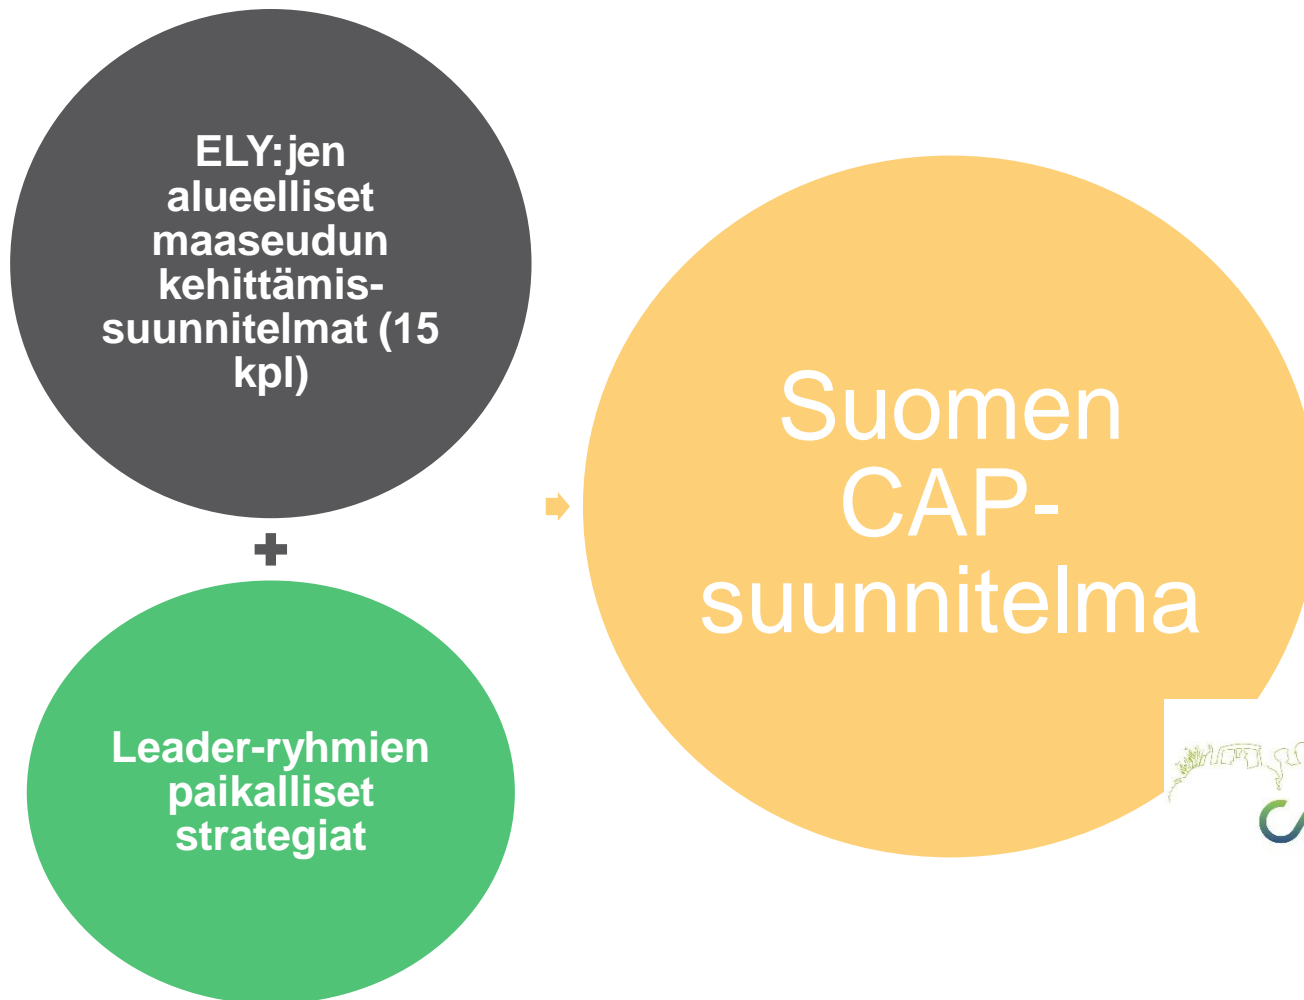 ELY:jen
alueelliset
maaseudun
kehittämis-
suunnitelmat (15
kpl)
Leader-ryhmien
paikalliset
strategiat
Suomen
CAP-
suunnitelma